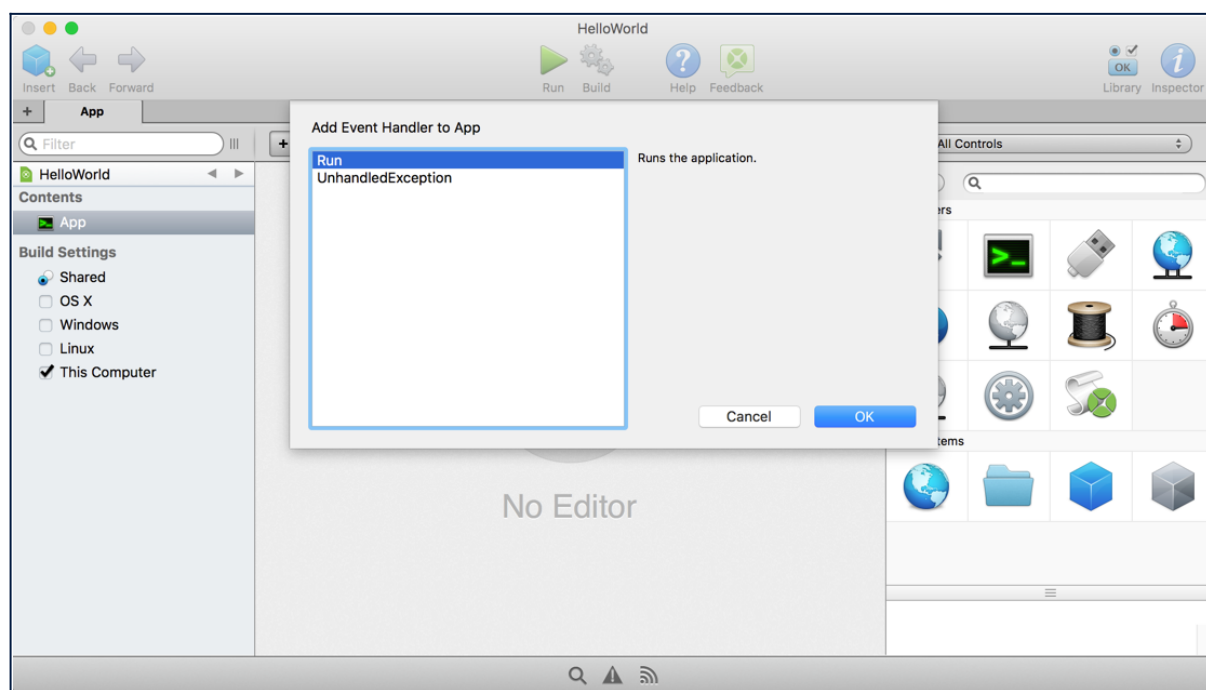 HelloWorld
Insert Back Forward Run Build Help Feedback OK Library Inspector
+ App
Add Event Handler to App
Filter
+
All Controls
Run
Runs the application.
UnhandledException
HelloWorld
Contents
App
Build Settings
Shared
OS X
Windows
Linux
This Computer
Cancel OK
No Editor